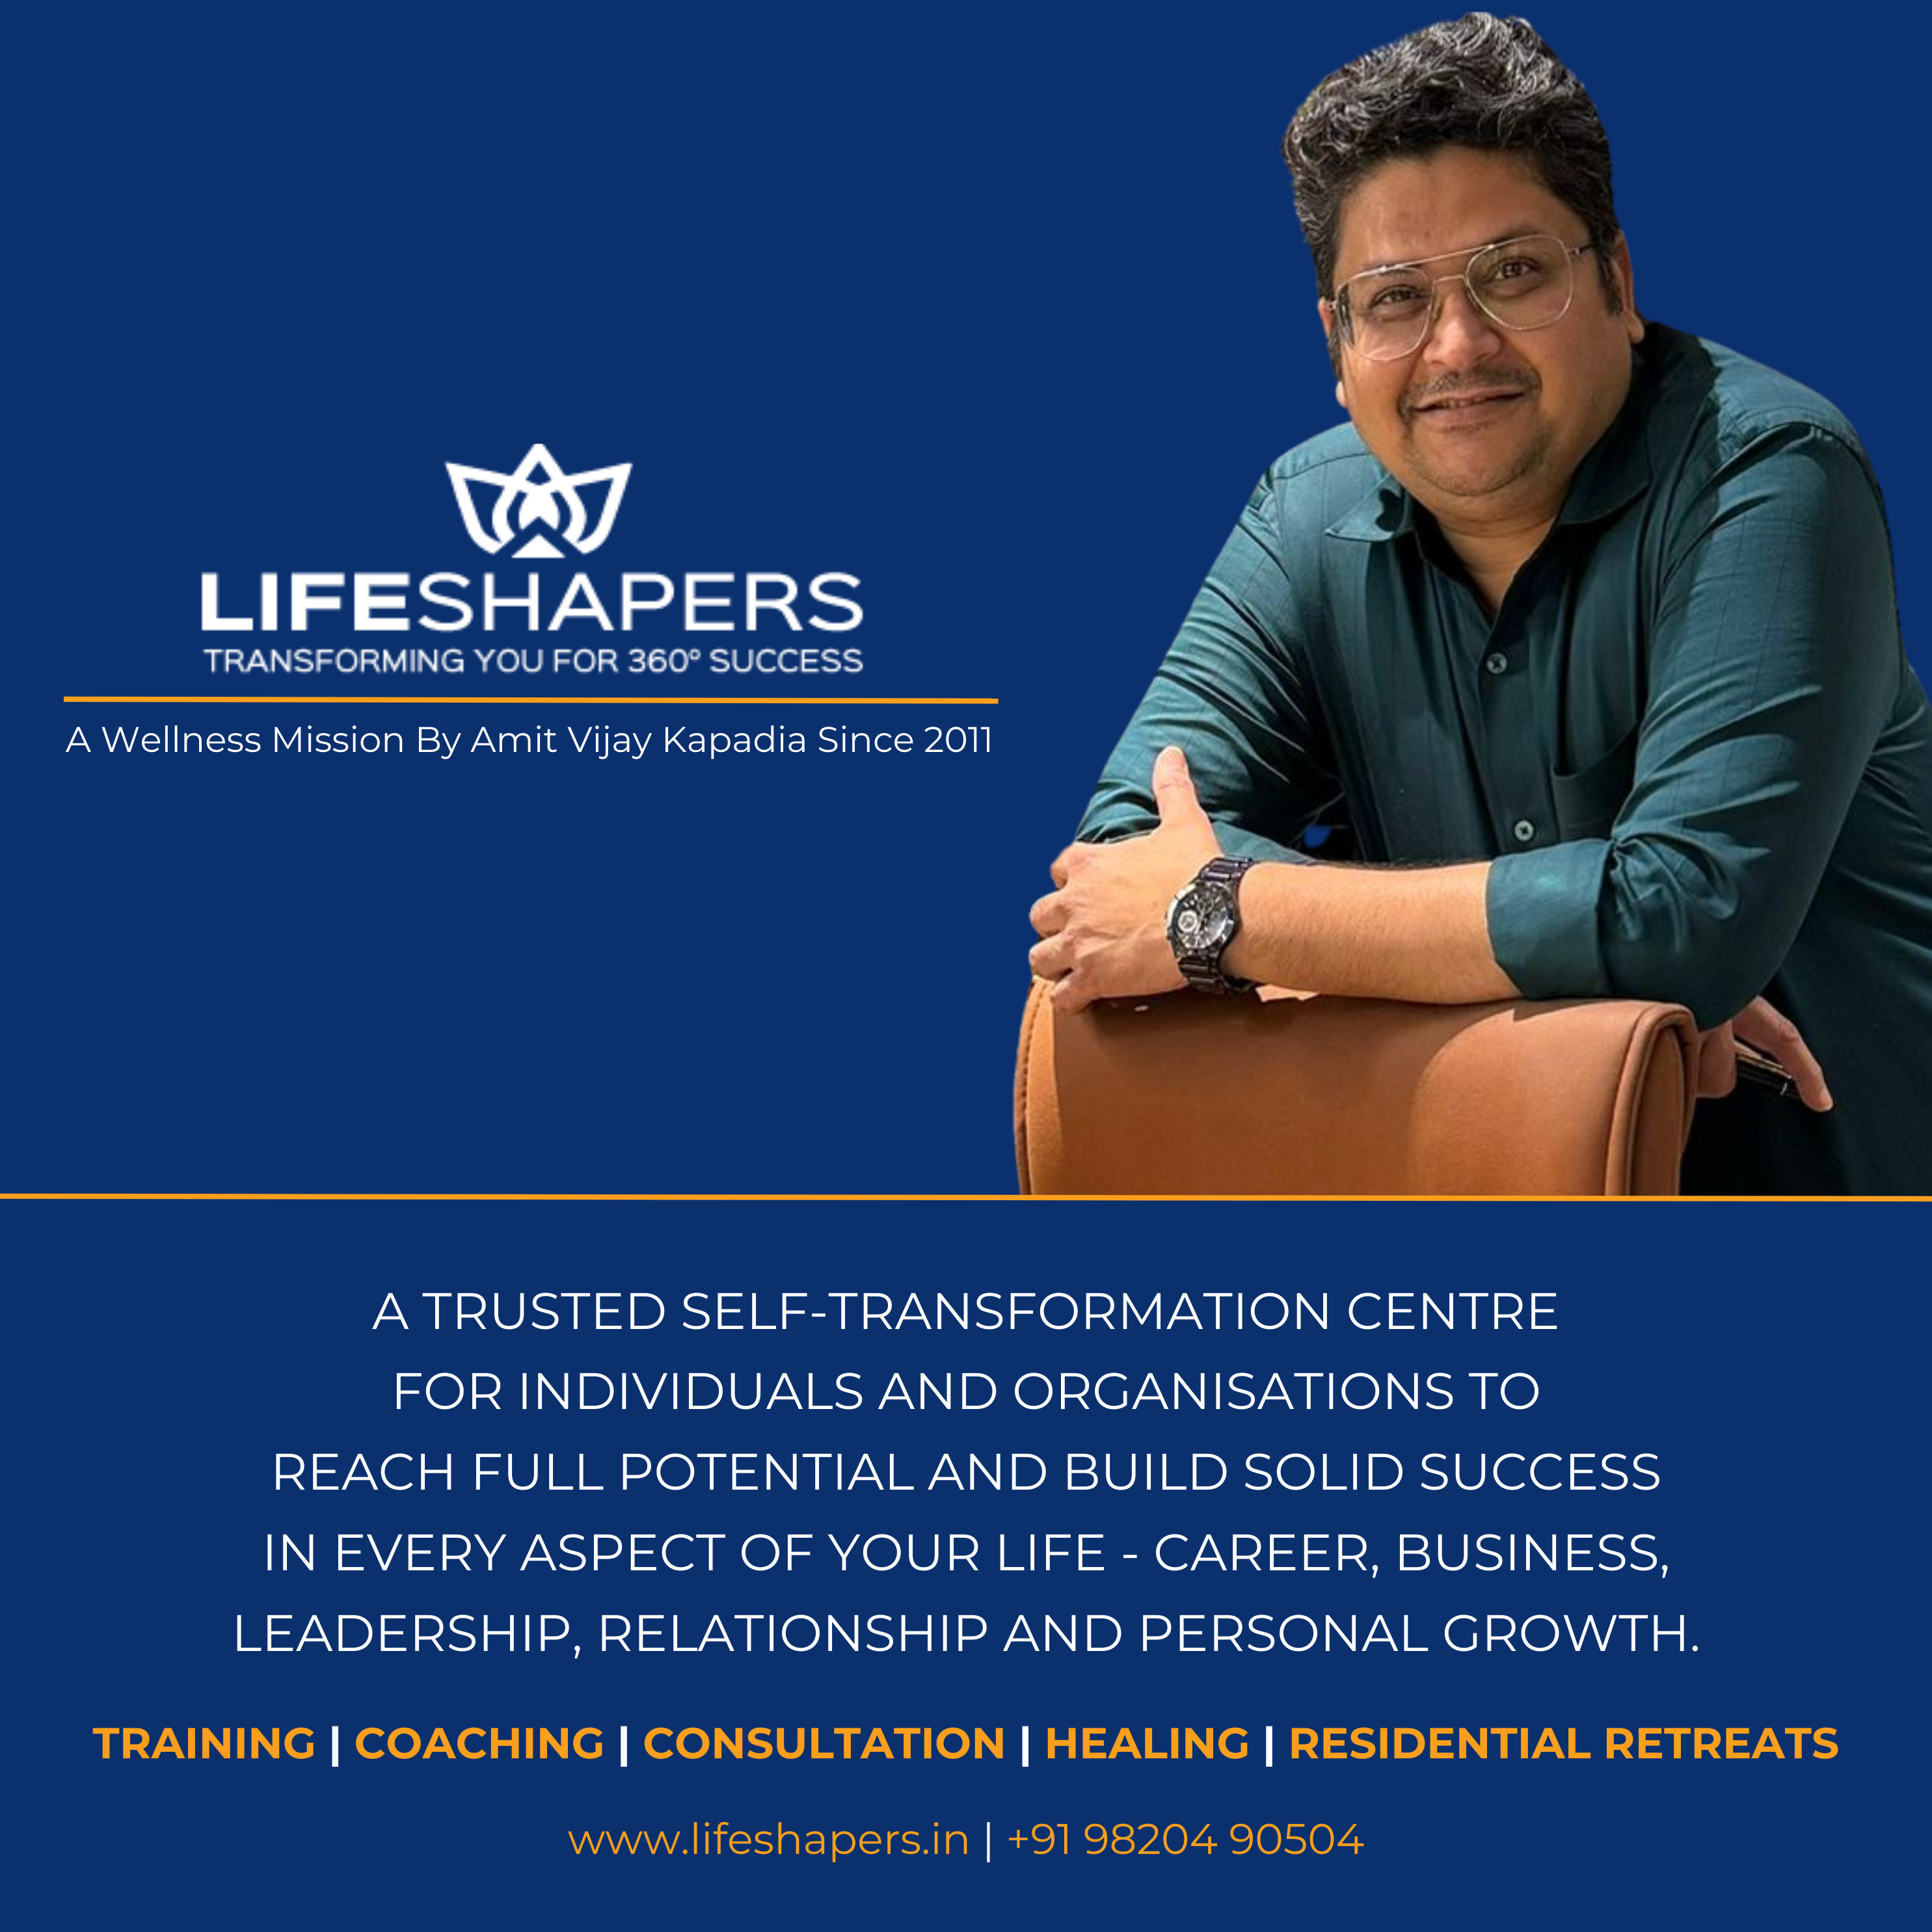 LIFESHAPERS
TRANSFORMING YOU FOR 360° SUCCESS
A Wellness Mission By Amit Vijay Kapadia Since 2011
A TRUSTED SELF-TRANSFORMATION CENTRE
FOR INDIVIDUALS AND ORGANISATIONS TO
REACH FULL POTENTIAL AND BUILD SOLID SUCCESS
IN EVERY ASPECT OF YOUR LIFE - CAREER, BUSINESS,
LEADERSHIP, RELATIONSHIP AND PERSONAL GROWTH.
TRAINING | COACHING | CONSULTATION | HEALING | RESIDENTIAL RETREATS
www.lifeshapers.in | +91 98204 90504